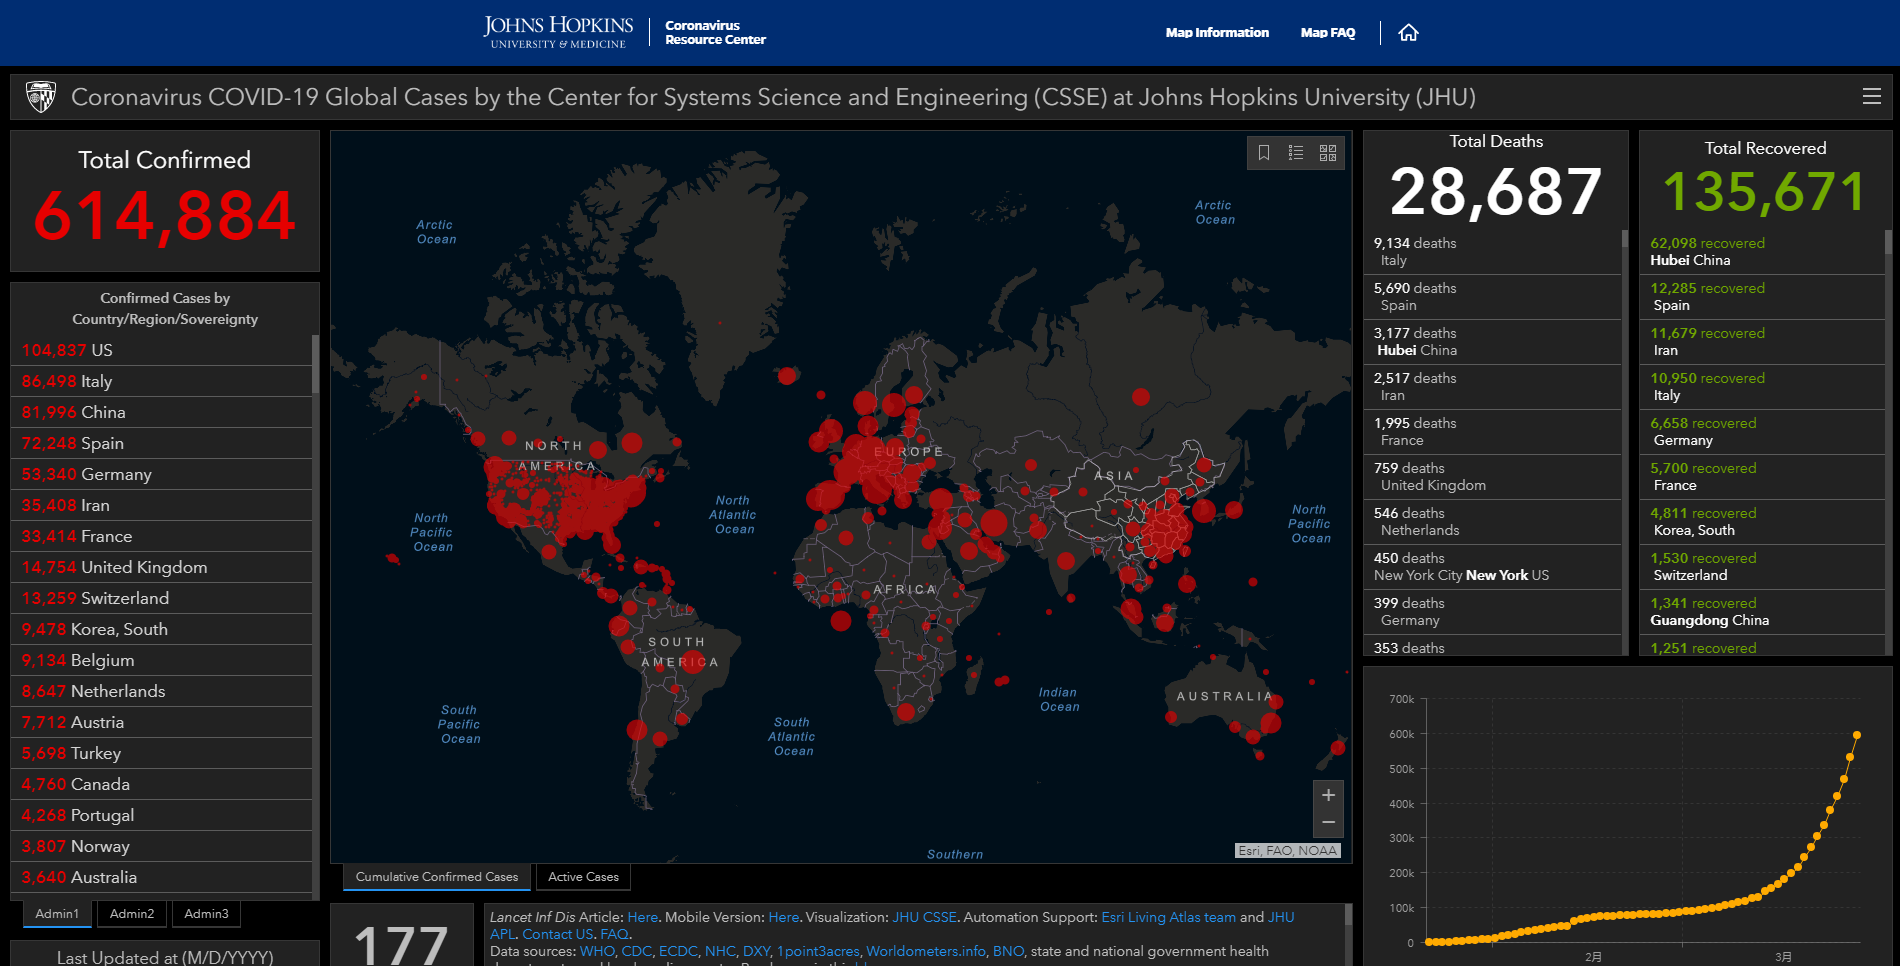 JOHNS HOPKINS
UNIVERSITY & MEDICINE
Coronavirus
Resource Center
Map Information
Map FAQ
Coronavirus COVID-19 Global Cases by the Center for Systems Science and Engineering (CSSE) at Johns Hopkins University (JHU)
Total Confirmed
614,884
Confirmed Cases by
Country/Region/Sovereignty
104,837 US
86,498 Italy
81,996 China
72,248 Spain
53,340 Germany
35,408 Iran
33,414 France
14,754 United Kingdom
13,259 Switzerland
9,478 Korea, South
9,134 Belgium
8,647 Netherlands
7,712 Austria
5,698 Turkey
4,760 Canada
4,268 Portugal
3,807 Norway
3,640 Australia
Admin1
Admin2
Admin3
Last Updated at (M/D/YYYY)
Arctic
Ocean
Arctic
Ocean
NORTH
AMERICA
EUROPE
ASIA
North
Atlantic
Ocean
North
Pacific
Ocean
North
Pacific
Ocean
AFRICA
SOUTH
AMERICA
Indian
Ocean
AUSTRALIA
South
Pacific
Ocean
South
Atlantic
Ocean
Southern
+
−
Esri, FAO, NOAA
Cumulative Confirmed Cases
Active Cases
177
Lancet Inf Dis Article: Here. Mobile Version: Here. Visualization: JHU CSSE. Automation Support: Esri Living Atlas team and JHU
APL. Contact US. FAQ.
Data sources: WHO, CDC, ECDC, NHC, DXY, 1point3acres, Worldometers.info, BNO, state and national government health
Total Deaths
28,687
9,134 deaths
Italy
5,690 deaths
Spain
3,177 deaths
Hubei China
2,517 deaths
Iran
1,995 deaths
France
759 deaths
United Kingdom
546 deaths
Netherlands
450 deaths
New York City New York US
399 deaths
Germany
353 deaths
Total Recovered
135,671
62,098 recovered
Hubei China
12,285 recovered
Spain
11,679 recovered
Iran
10,950 recovered
Italy
6,658 recovered
Germany
5,700 recovered
France
4,811 recovered
Korea, South
1,530 recovered
Switzerland
1,341 recovered
Guangdong China
1,251 recovered
700k
600k
500k
400k
300k
200k
100k
0
2月
3月